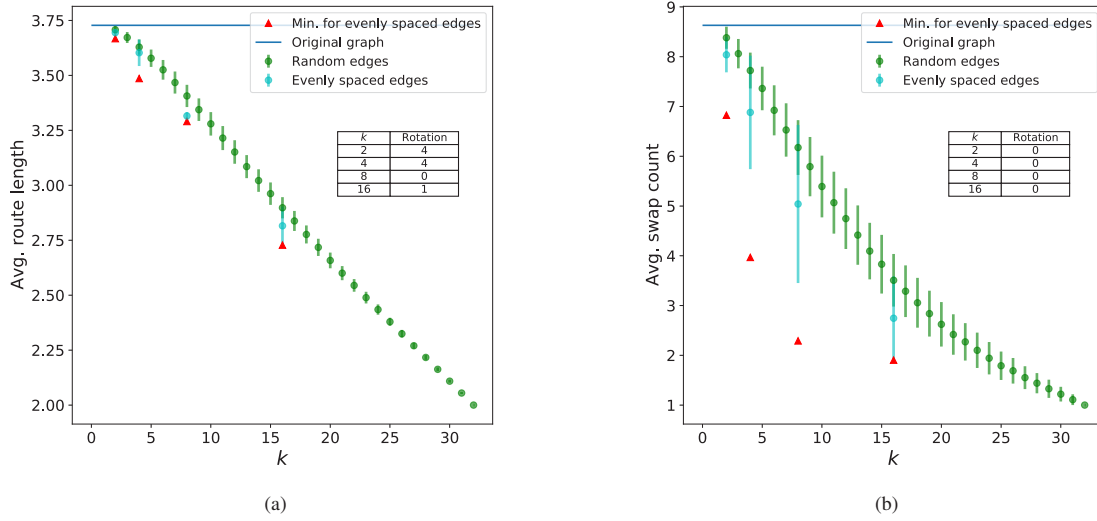 Min. for evenly spaced edges
Original graph
Random edges
Evenly spaced edges
k Rotation
2 4
4 4
8 0
16 1
3.75
3.50
3.25
3.00
2.75
2.50
2.25
2.00
Avg. route length
0 5 10 15 20 25 30
k
(a)
Min. for evenly spaced edges
Original graph
Random edges
Evenly spaced edges
k Rotation
2 0
4 0
8 0
16 0
9
8
7
6
5
4
3
2
1
Avg. swap count
0 5 10 15 20 25 30
k
(b)